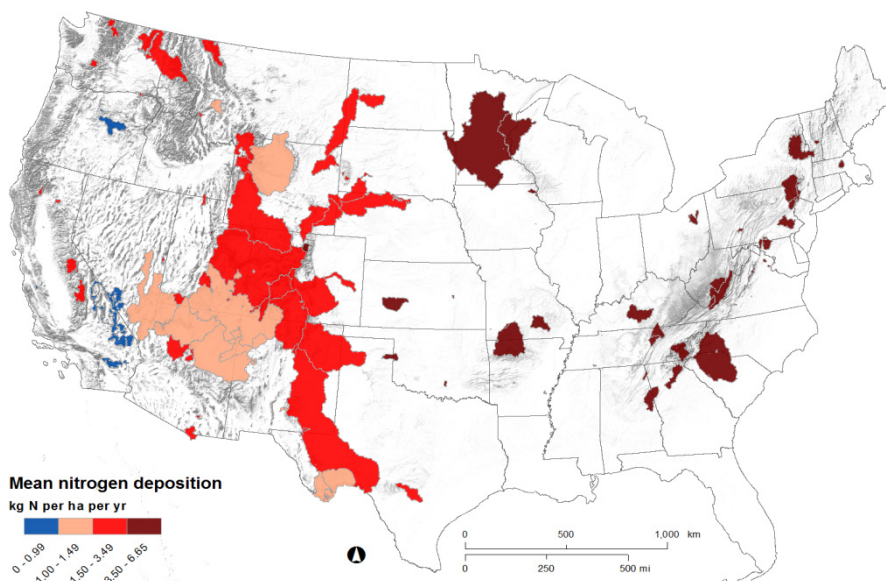 Mean nitrogen deposition
kg N per ha per yr
0 - 0.99
1.00 - 1.49
1.50 - 3.49
3.50 - 6.65
0 500 1,000 km
0 250 500 mi